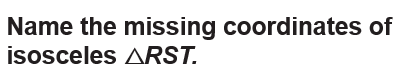 Name the missing coordinates of
isosceles △RST.